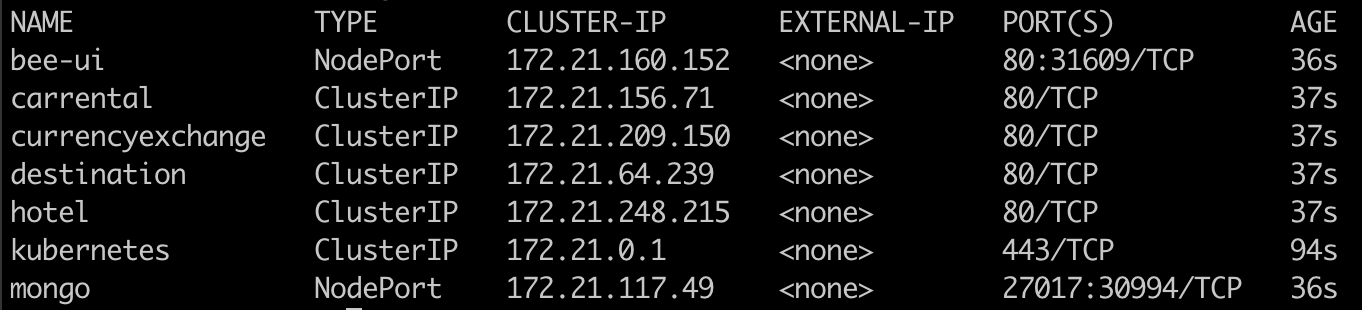 NAME TYPE CLUSTER-IP EXTERNAL-IP PORT(S) AGE
bee-ui NodePort 172.21.160.152 <none> 80:31609/TCP 36s
carrental ClusterIP 172.21.156.71 <none> 80/TCP 37s
currencyexchange ClusterIP 172.21.209.150 <none> 80/TCP 37s
destination ClusterIP 172.21.64.239 <none> 80/TCP 37s
hotel ClusterIP 172.21.248.215 <none> 80/TCP 37s
kubernetes ClusterIP 172.21.0.1 <none> 443/TCP 94s
mongo NodePort 172.21.117.49 <none> 27017:30994/TCP 36s